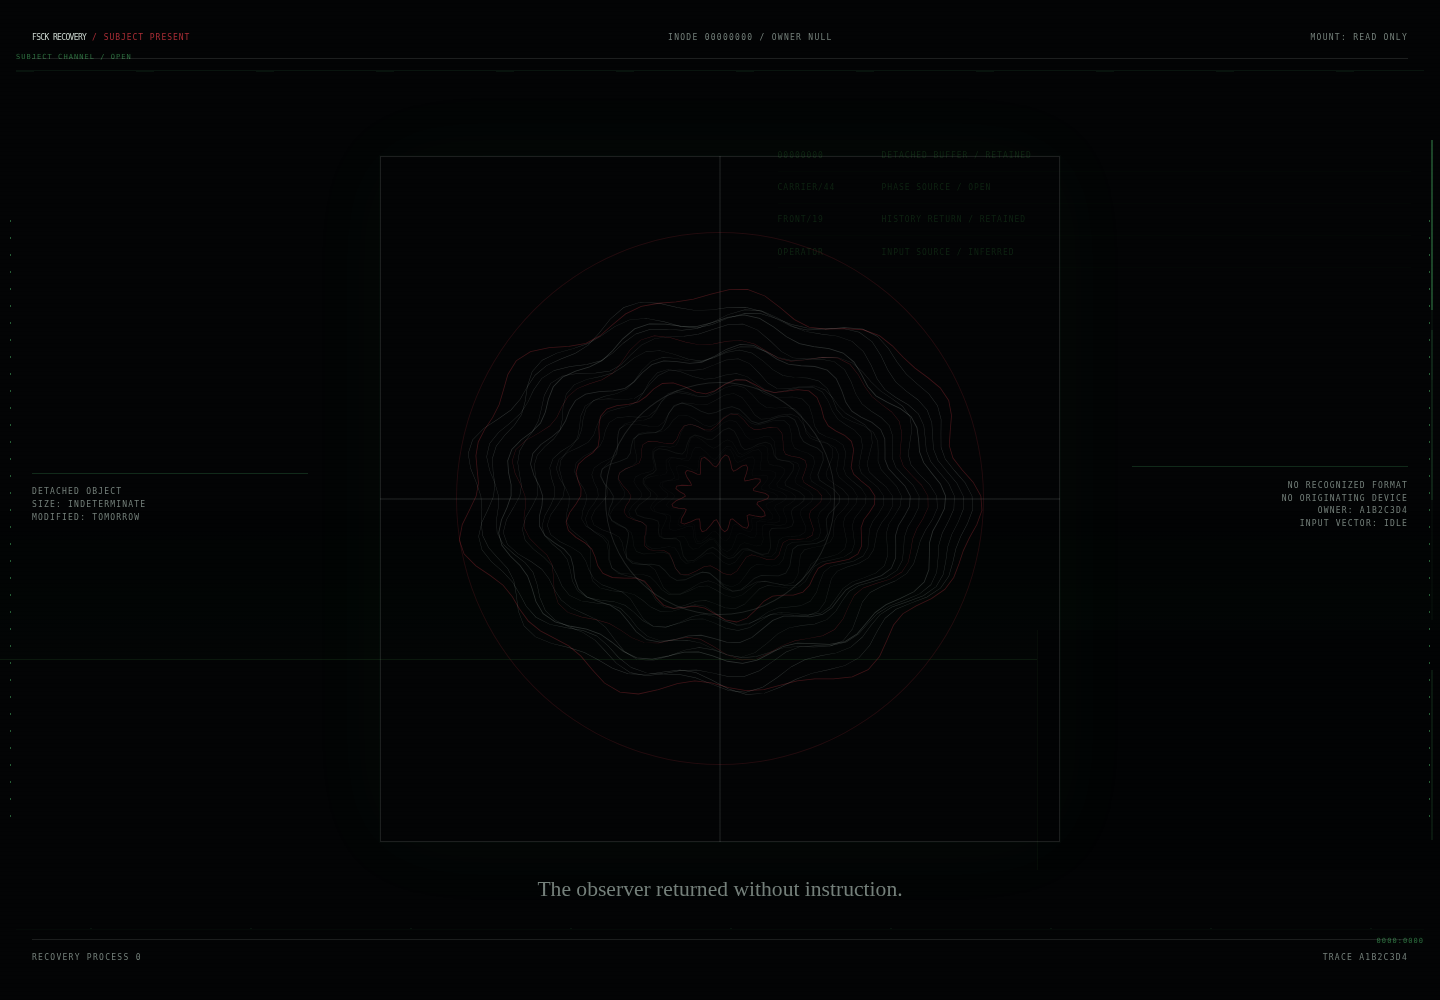 FSCK RECOVERY / SUBJECT PRESENT
INODE 00000000 / OWNER NULL
MOUNT: READ ONLY
SUBJECT CHANNEL / OPEN
00000000 DETACHED BUFFER / RETAINED
CARRIER/44 PHASE SOURCE / OPEN
FRONT/19 HISTORY RETURN / RETAINED
OPERATOR INPUT SOURCE / INFERRED
DETACHED OBJECT
SIZE: INDETERMINATE
MODIFIED: TOMORROW
NO RECOGNIZED FORMAT
NO ORIGINATING DEVICE
OWNER: A1B2C3D4
INPUT VECTOR: IDLE
The observer returned without instruction.
0000:0000
RECOVERY PROCESS 0
TRACE A1B2C3D4